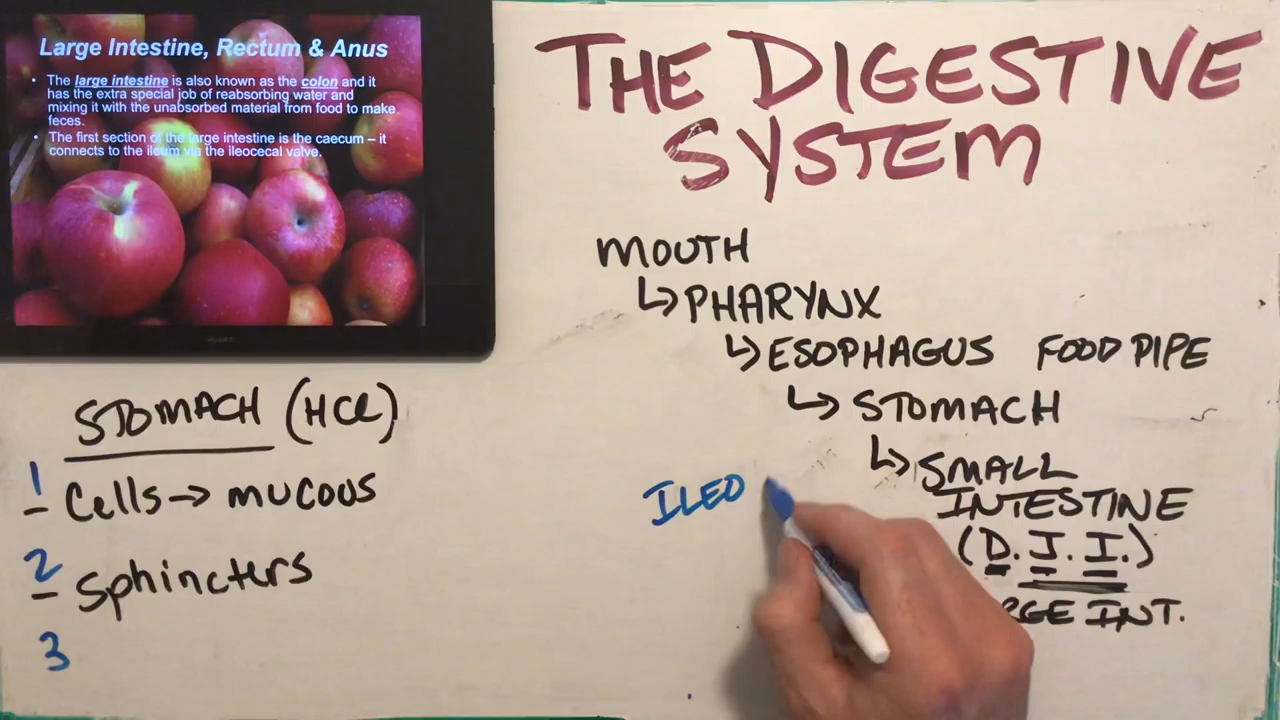 Large Intestine, Rectum & Anus
• The large intestine is also known as the colon and it
has the extra special job of reabsorbing water and
mixing it with the unabsorbed material from food to make
feces.
• The first section of the large intestine is the caecum – it
connects to the ileum via the ileocecal valve.
THE DIGESTIVE
SYSTEM
MOUTH
↳ PHARYNX
↳ ESOPHAGUS FOOD PIPE
↳ STOMACH
↳ SMALL
INTESTINE
(D. J. I.)
INT.
ILEO
STOMACH (HCl)
1
- Cells → mucous
2
- Sphincters
3